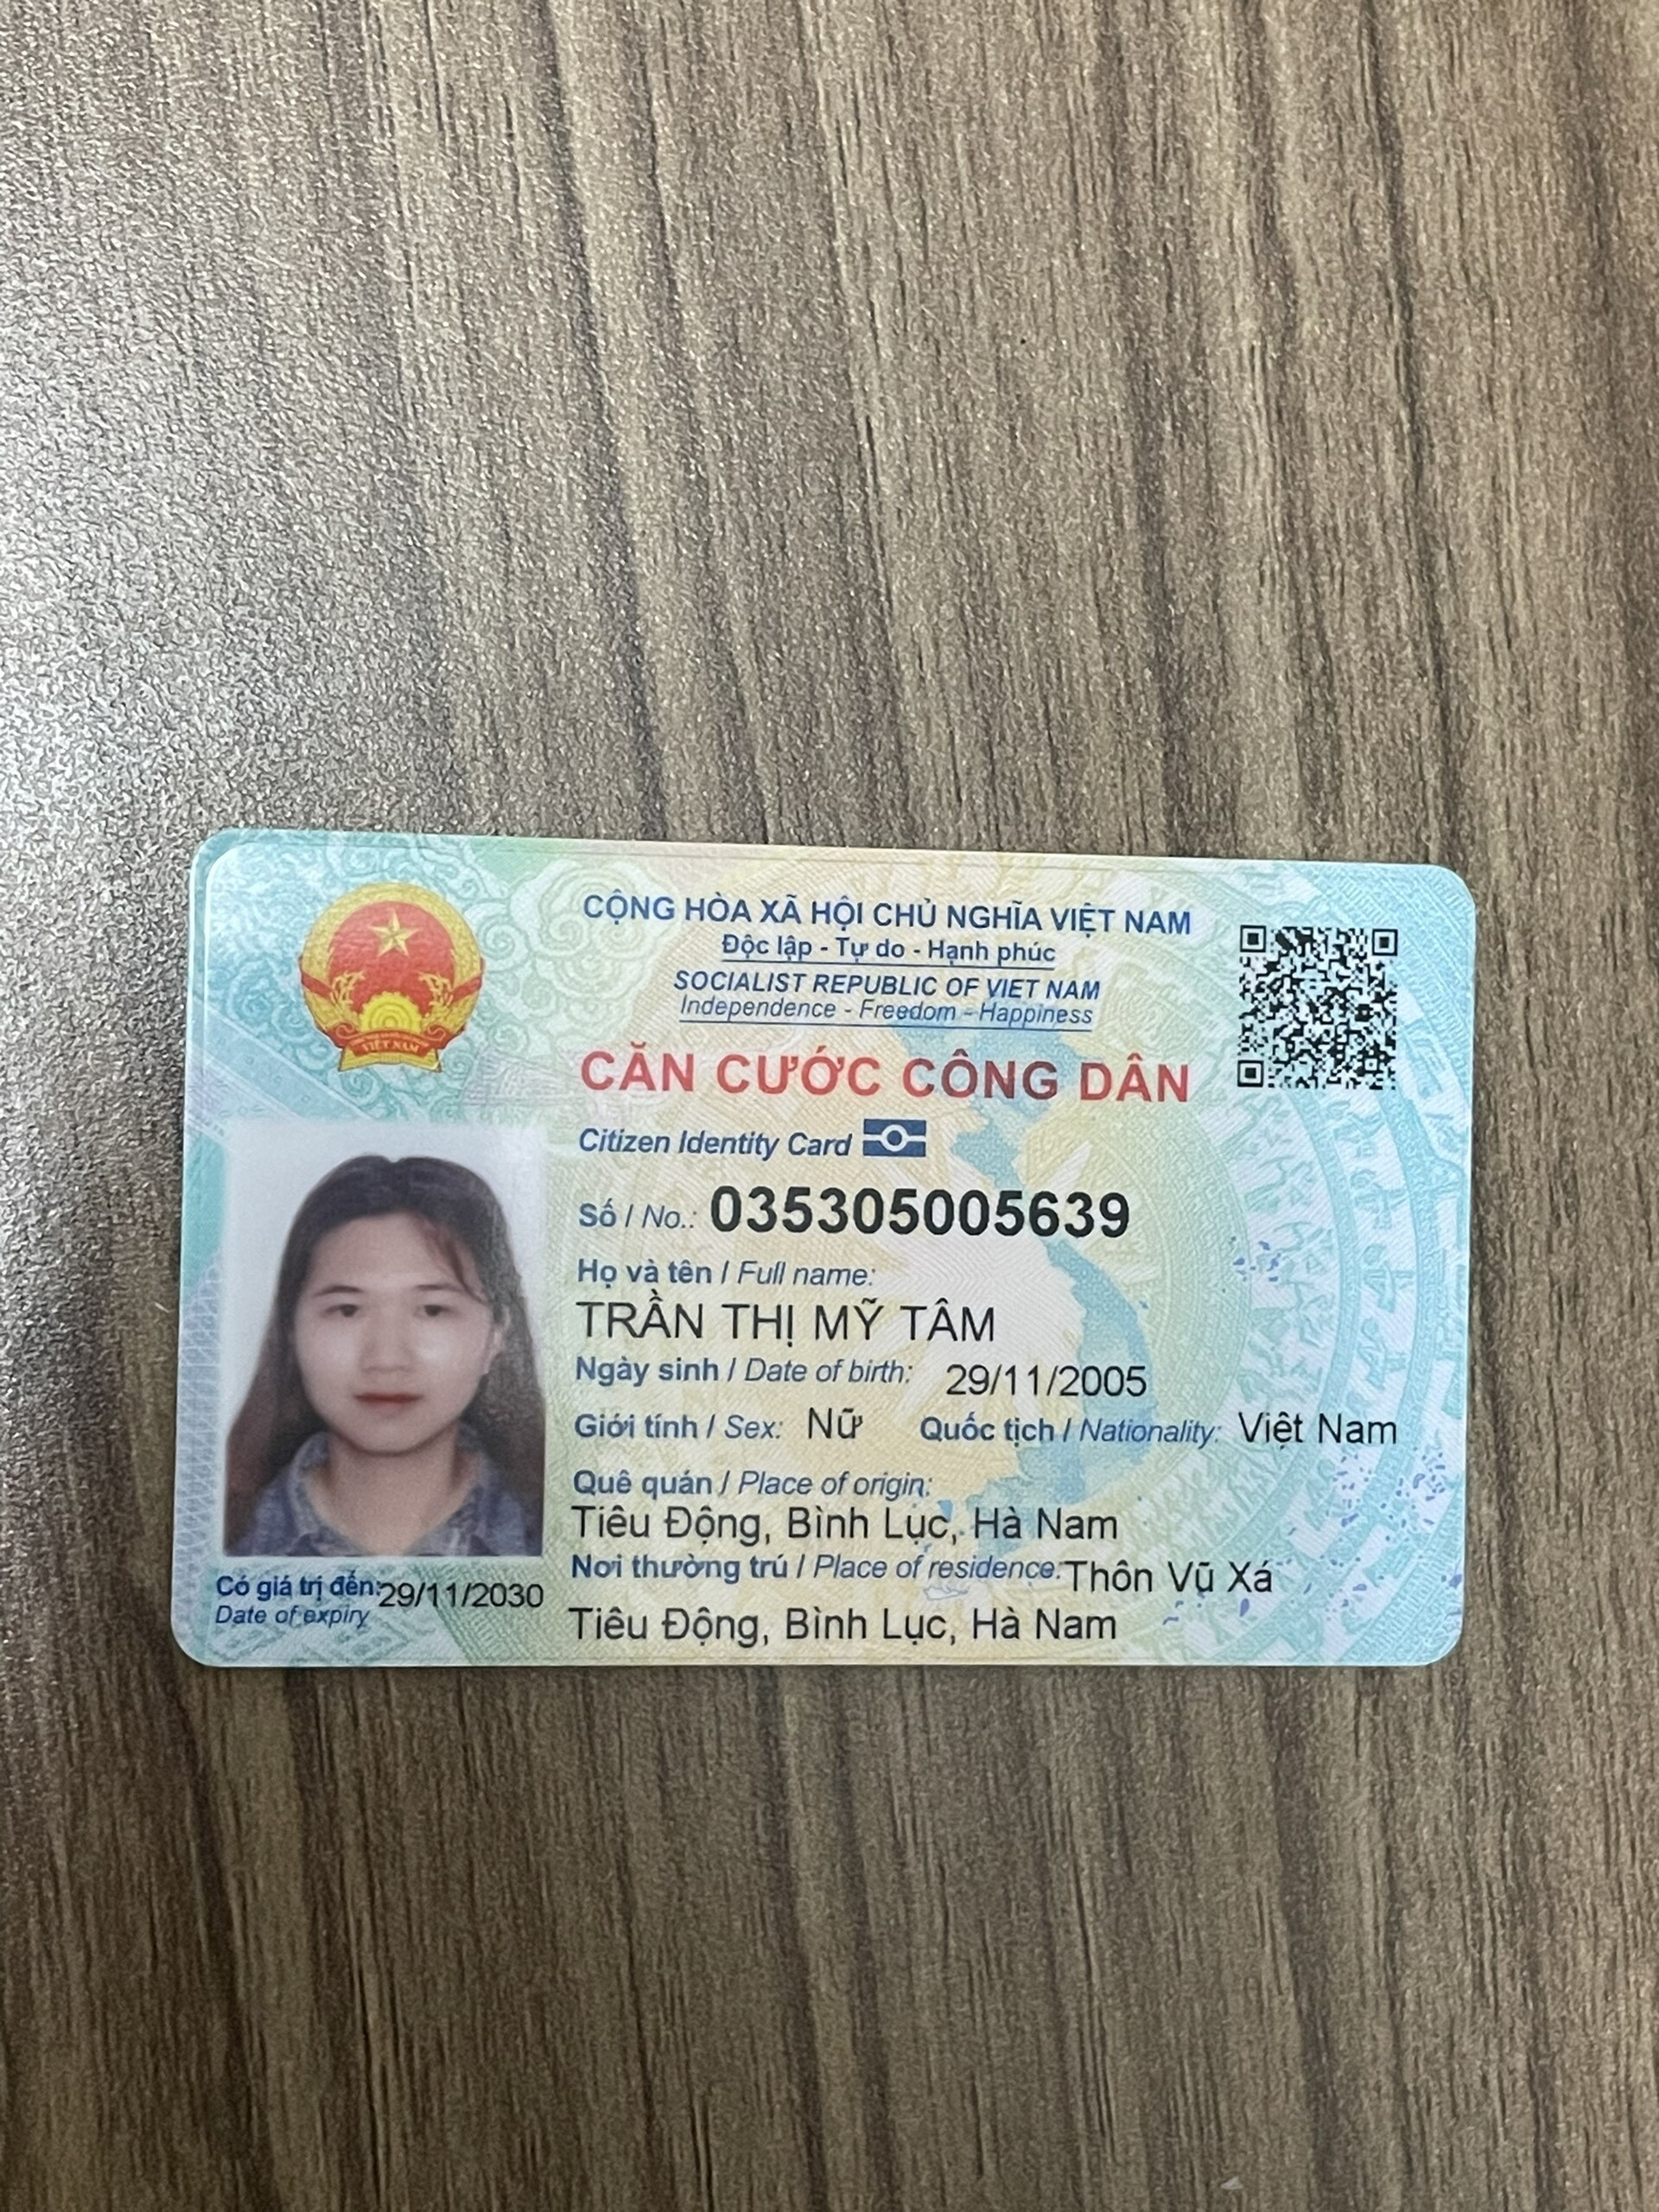 CỘNG HÒA XÃ HỘI CHỦ NGHĨA VIỆT NAM
Độc lập - Tự do - Hạnh phúc
SOCIALIST REPUBLIC OF VIET NAM
Independence - Freedom - Happiness
CĂN CƯỚC CÔNG DÂN
Citizen Identity Card
VIỆT NAM
Số / No.: 035305005639
Họ và tên / Full name:
TRẦN THỊ MỸ TÂM
Ngày sinh / Date of birth: 29/11/2005
Giới tính / Sex: Nữ Quốc tịch / Nationality: Việt Nam
Quê quán / Place of origin:
Tiêu Động, Bình Lục, Hà Nam
Nơi thường trú / Place of residence: Thôn Vũ Xá
Tiêu Động, Bình Lục, Hà Nam
Có giá trị đến: 29/11/2030
Date of expiry